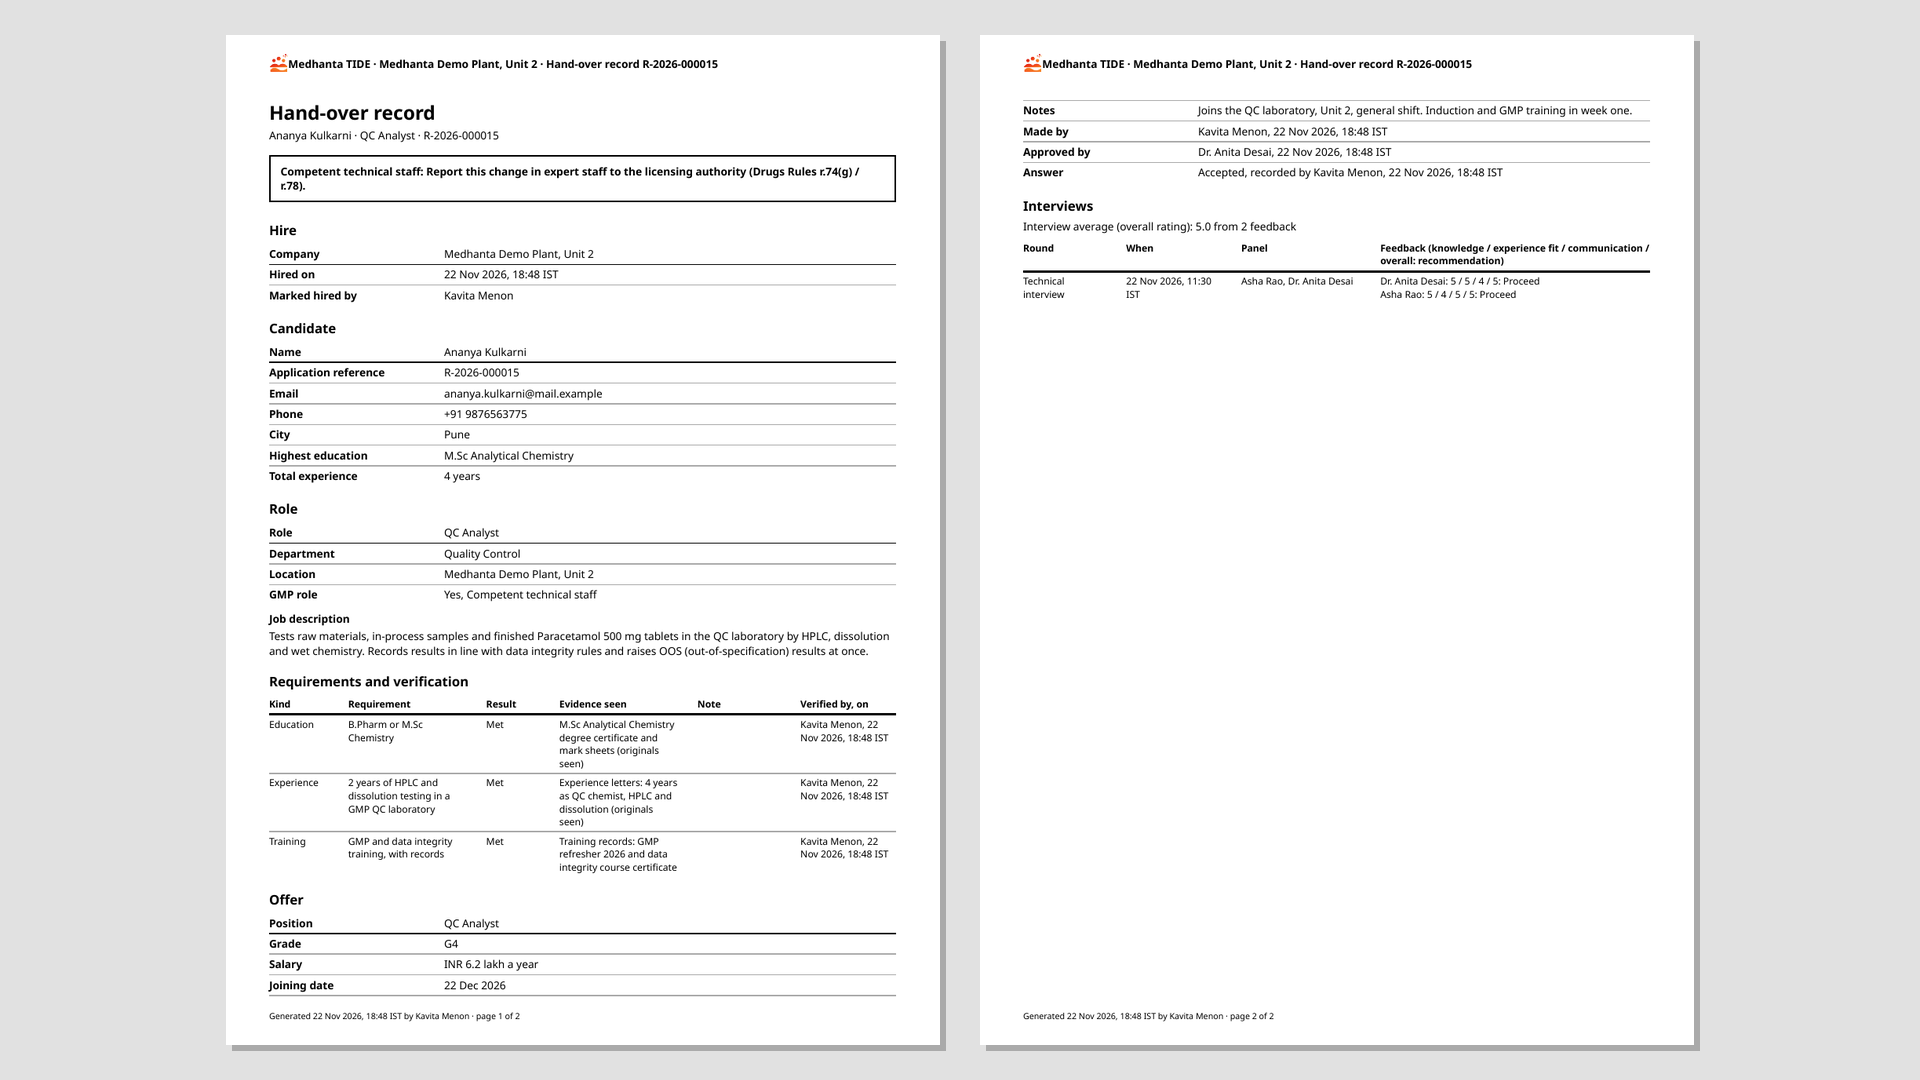 Medhanta TIDE · Medhanta Demo Plant, Unit 2 · Hand-over record R-2026-000015
Hand-over record
Ananya Kulkarni · QC Analyst · R-2026-000015
Competent technical staff: Report this change in expert staff to the licensing authority (Drugs Rules r.74(g) /
r.78).
Hire
Company Medhanta Demo Plant, Unit 2
Hired on 22 Nov 2026, 18:48 IST
Marked hired by Kavita Menon
Candidate
Name Ananya Kulkarni
Application reference R-2026-000015
Email ananya.kulkarni@mail.example
Phone +91 9876563775
City Pune
Highest education M.Sc Analytical Chemistry
Total experience 4 years
Role
Role QC Analyst
Department Quality Control
Location Medhanta Demo Plant, Unit 2
GMP role Yes, Competent technical staff
Job description
Tests raw materials, in-process samples and finished Paracetamol 500 mg tablets in the QC laboratory by HPLC, dissolution
and wet chemistry. Records results in line with data integrity rules and raises OOS (out-of-specification) results at once.
Requirements and verification
Kind Requirement Result Evidence seen Note Verified by, on
Education B.Pharm or M.Sc Met M.Sc Analytical Chemistry Kavita Menon, 22
Chemistry degree certificate and Nov 2026, 18:48 IST
mark sheets (originals
seen)
Experience 2 years of HPLC and Met Experience letters: 4 years Kavita Menon, 22
dissolution testing in a as QC chemist, HPLC and Nov 2026, 18:48 IST
GMP QC laboratory dissolution (originals
seen)
Training GMP and data integrity Met Training records: GMP Kavita Menon, 22
training, with records refresher 2026 and data Nov 2026, 18:48 IST
integrity course certificate
Offer
Position QC Analyst
Grade G4
Salary INR 6.2 lakh a year
Joining date 22 Dec 2026
Generated 22 Nov 2026, 18:48 IST by Kavita Menon · page 1 of 2
Medhanta TIDE · Medhanta Demo Plant, Unit 2 · Hand-over record R-2026-000015
Notes Joins the QC laboratory, Unit 2, general shift. Induction and GMP training in week one.
Made by Kavita Menon, 22 Nov 2026, 18:48 IST
Approved by Dr. Anita Desai, 22 Nov 2026, 18:48 IST
Answer Accepted, recorded by Kavita Menon, 22 Nov 2026, 18:48 IST
Interviews
Interview average (overall rating): 5.0 from 2 feedback
Round When Panel Feedback (knowledge / experience fit / communication /
overall: recommendation)
Technical 22 Nov 2026, 11:30 Asha Rao, Dr. Anita Desai Dr. Anita Desai: 5 / 5 / 4 / 5: Proceed
interview IST Asha Rao: 5 / 4 / 5 / 5: Proceed
Generated 22 Nov 2026, 18:48 IST by Kavita Menon · page 2 of 2